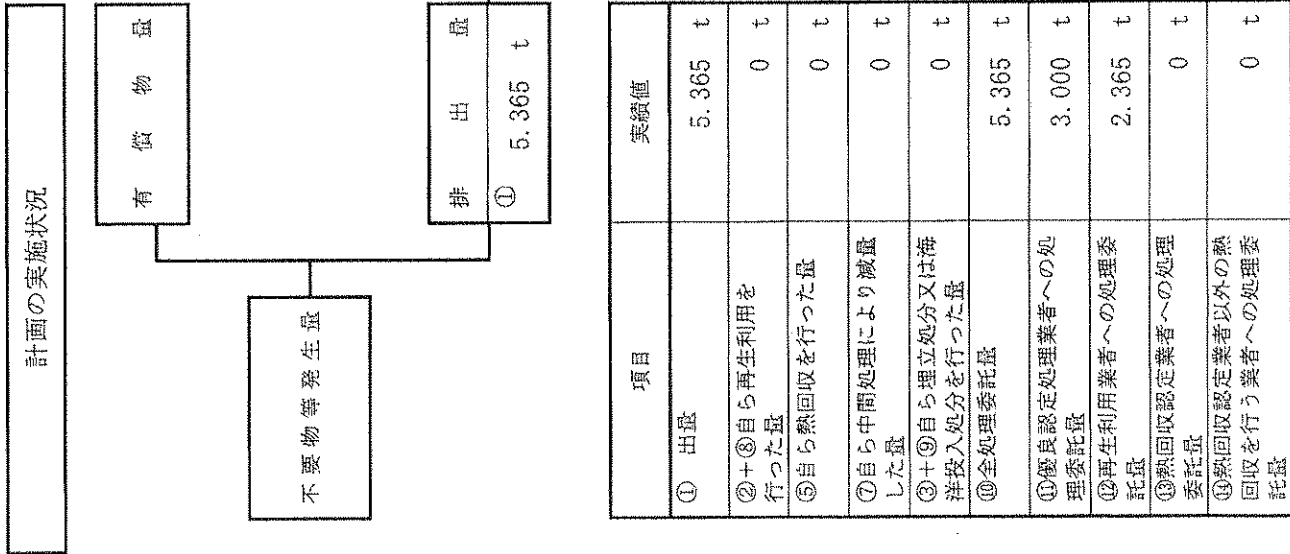 計画の実施状況
有償物量
不要物等発生量
排出量
① 5.365 t
項目 実績値
① 出量 5.365 t
②+⑧自ら再生利用を
行った量 0 t
⑤自ら熱回収を行った量 0 t
⑦自ら中間処理により減量
した量 0 t
③+⑨自ら埋立処分又は海
洋投入処分を行った量 0 t
⑩全処理委託量 5.365 t
⑪優良認定処理業者への処
理委託量 3.000 t
⑫再生利用業者への処理委
託量 2.365 t
⑬熱回収認定業者への処理
委託量 0 t
⑭熱回収認定業者以外の熱
回収を行う業者への処理委
託量 0 t